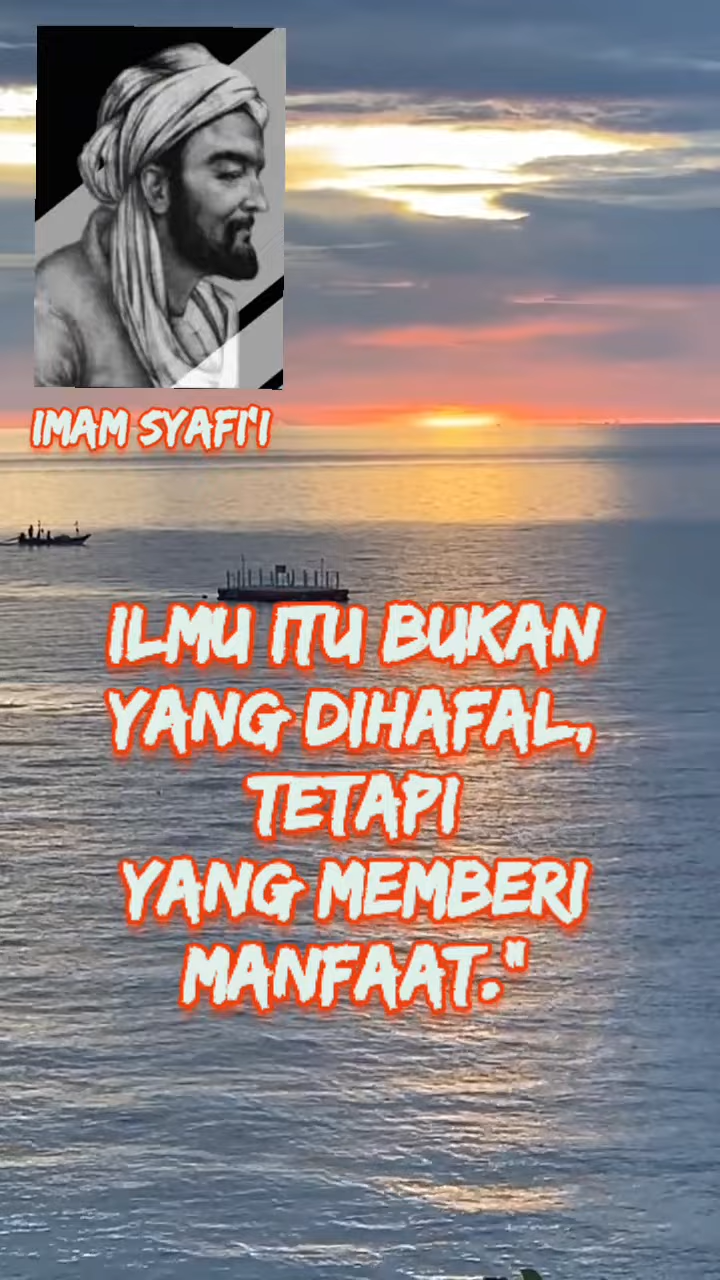 IMAM SYAFI'I
ILMU ITU BUKAN
YANG DIHAFAL,
TETAPI
YANG MEMBERI
MANFAAT."